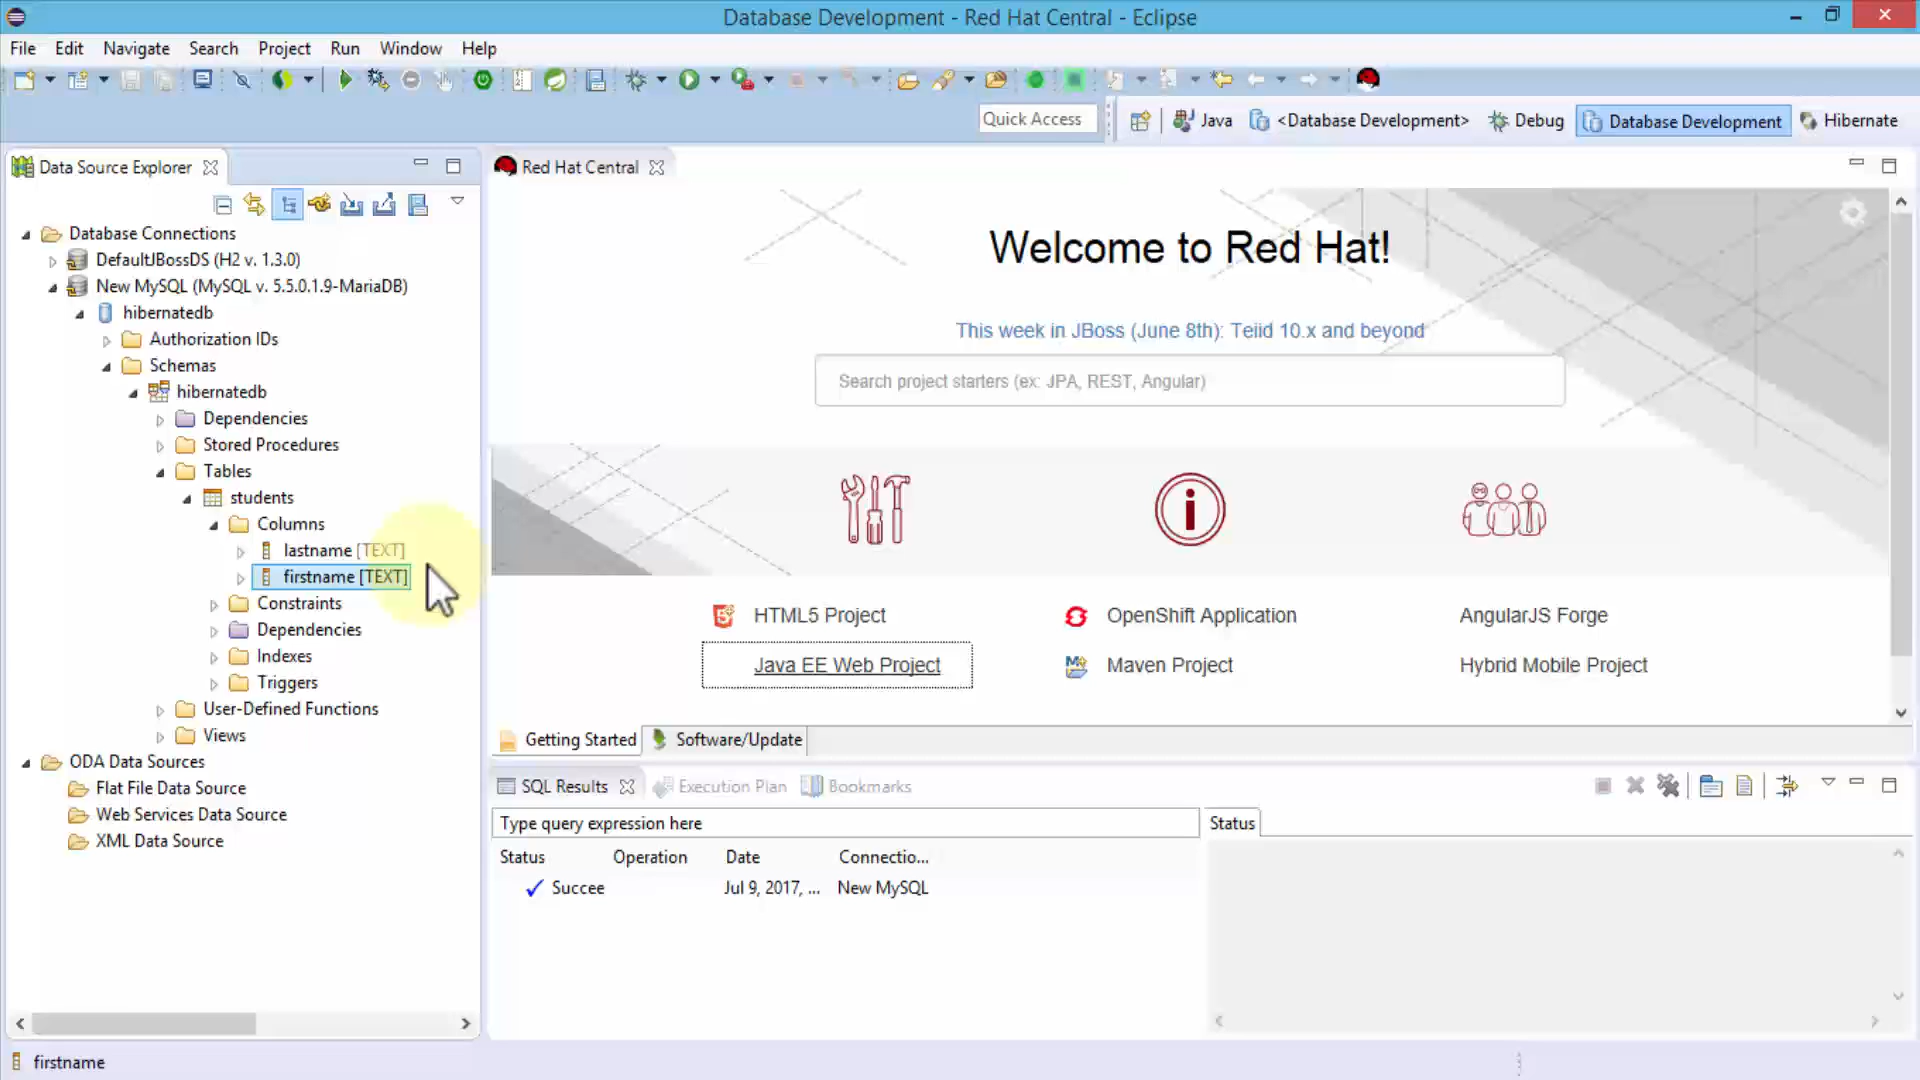 Database Development - Red Hat Central - Eclipse
File Edit Navigate Search Project Run Window Help
Quick Access Java <Database Development> Debug Database Development Hibernate
Data Source Explorer
Database Connections
DefaultJBossDS (H2 v. 1.3.0)
New MySQL (MySQL v. 5.5.0.1.9-MariaDB)
hibernatedb
Authorization IDs
Schemas
hibernatedb
Dependencies
Stored Procedures
Tables
students
Columns
lastname [TEXT]
firstname [TEXT]
Constraints
Dependencies
Indexes
Triggers
User-Defined Functions
Views
ODA Data Sources
Flat File Data Source
Web Services Data Source
XML Data Source
Red Hat Central
Welcome to Red Hat!
This week in JBoss (June 8th): Teiid 10.x and beyond
Search project starters (ex: JPA, REST, Angular)
HTML5 Project OpenShift Application AngularJS Forge
Java EE Web Project Maven Project Hybrid Mobile Project
Getting Started Software/Update
SQL Results Execution Plan Bookmarks
Type query expression here
Status Operation Date Connectio...
Succee Jul 9, 2017, ... New MySQL
Status
firstname